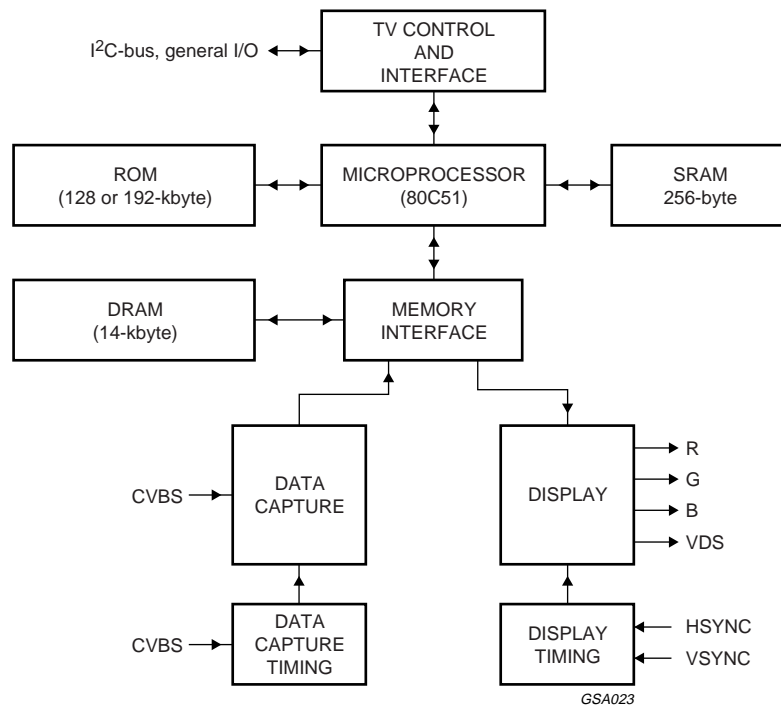 TV CONTROL
AND
INTERFACE
I²C-bus, general I/O
ROM
(128 or 192-kbyte)
MICROPROCESSOR
(80C51)
SRAM
256-byte
DRAM
(14-kbyte)
MEMORY
INTERFACE
CVBS
DATA
CAPTURE
DISPLAY
R
G
B
VDS
CVBS
DATA
CAPTURE
TIMING
DISPLAY
TIMING
HSYNC
VSYNC
GSA023